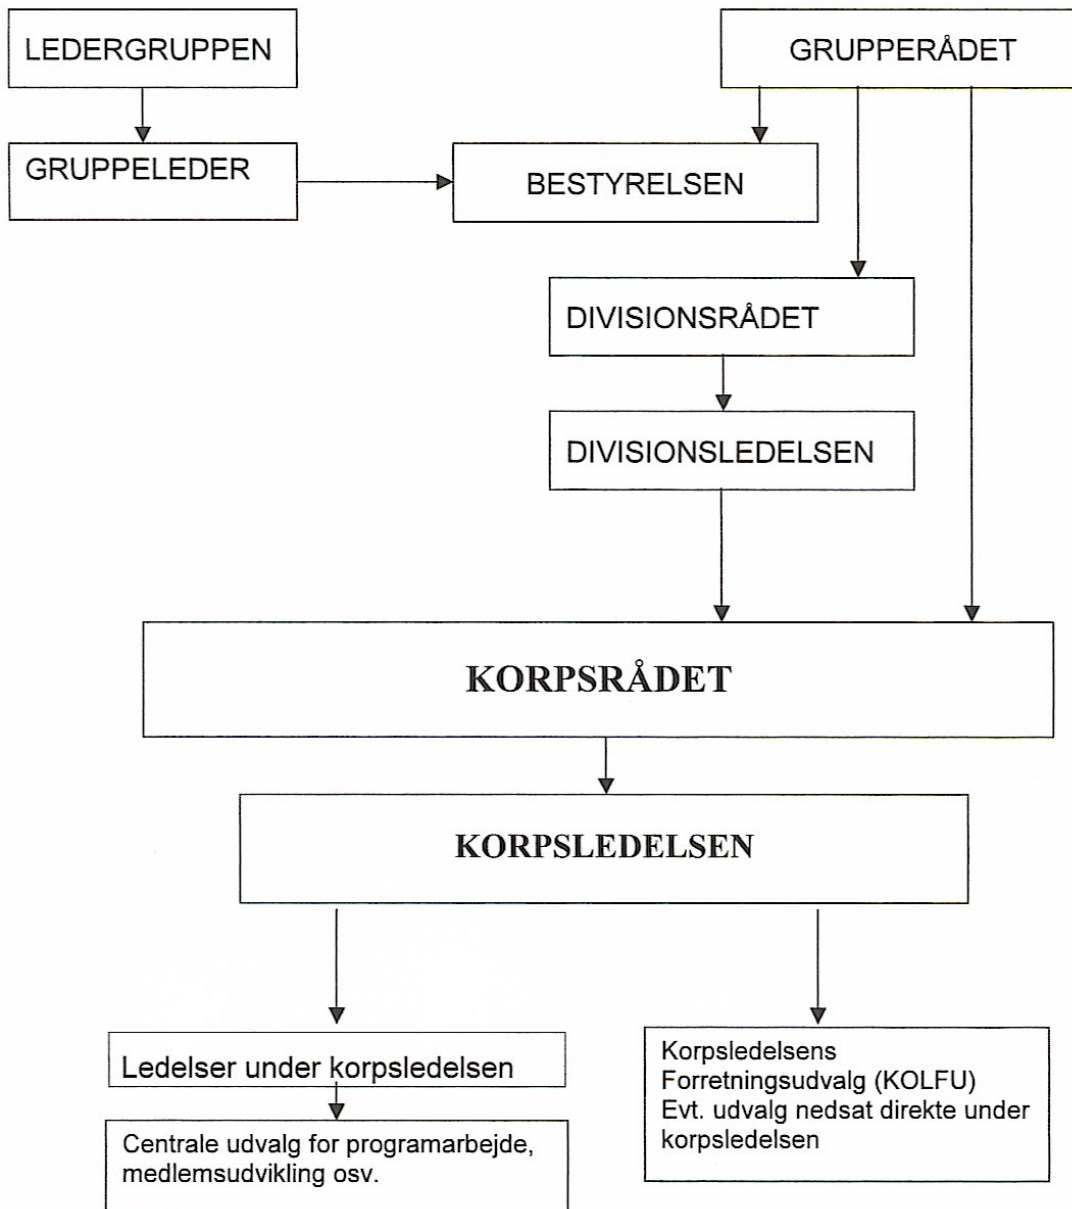 LEDERGRUPPEN
GRUPPERÅDET
GRUPPELEDER
BESTYRELSEN
DIVISIONSRÅDET
DIVISIONSLEDELSEN
KORPSRÅDET
KORPSLEDELSEN
Ledelser under korpsledelsen
Centrale udvalg for programarbejde,
medlemsudvikling osv.
Korpsledelsens
Forretningsudvalg (KOLFU)
Evt. udvalg nedsat direkte under
korpsledelsen